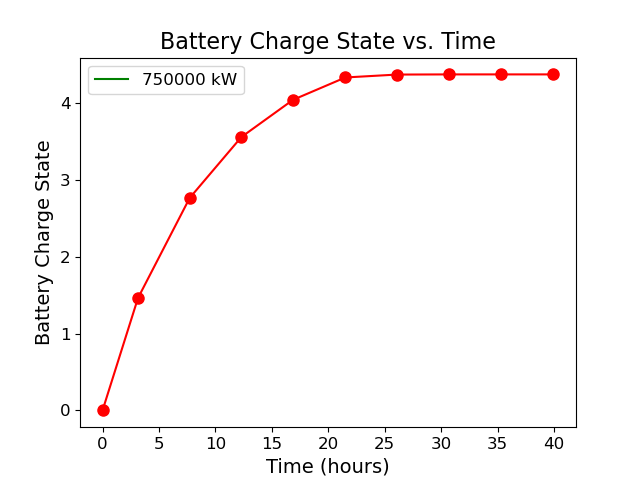 Battery Charge State vs. Time
750000 kW
Battery Charge State
4
3
2
1
0
0 5 10 15 20 25 30 35 40
Time (hours)